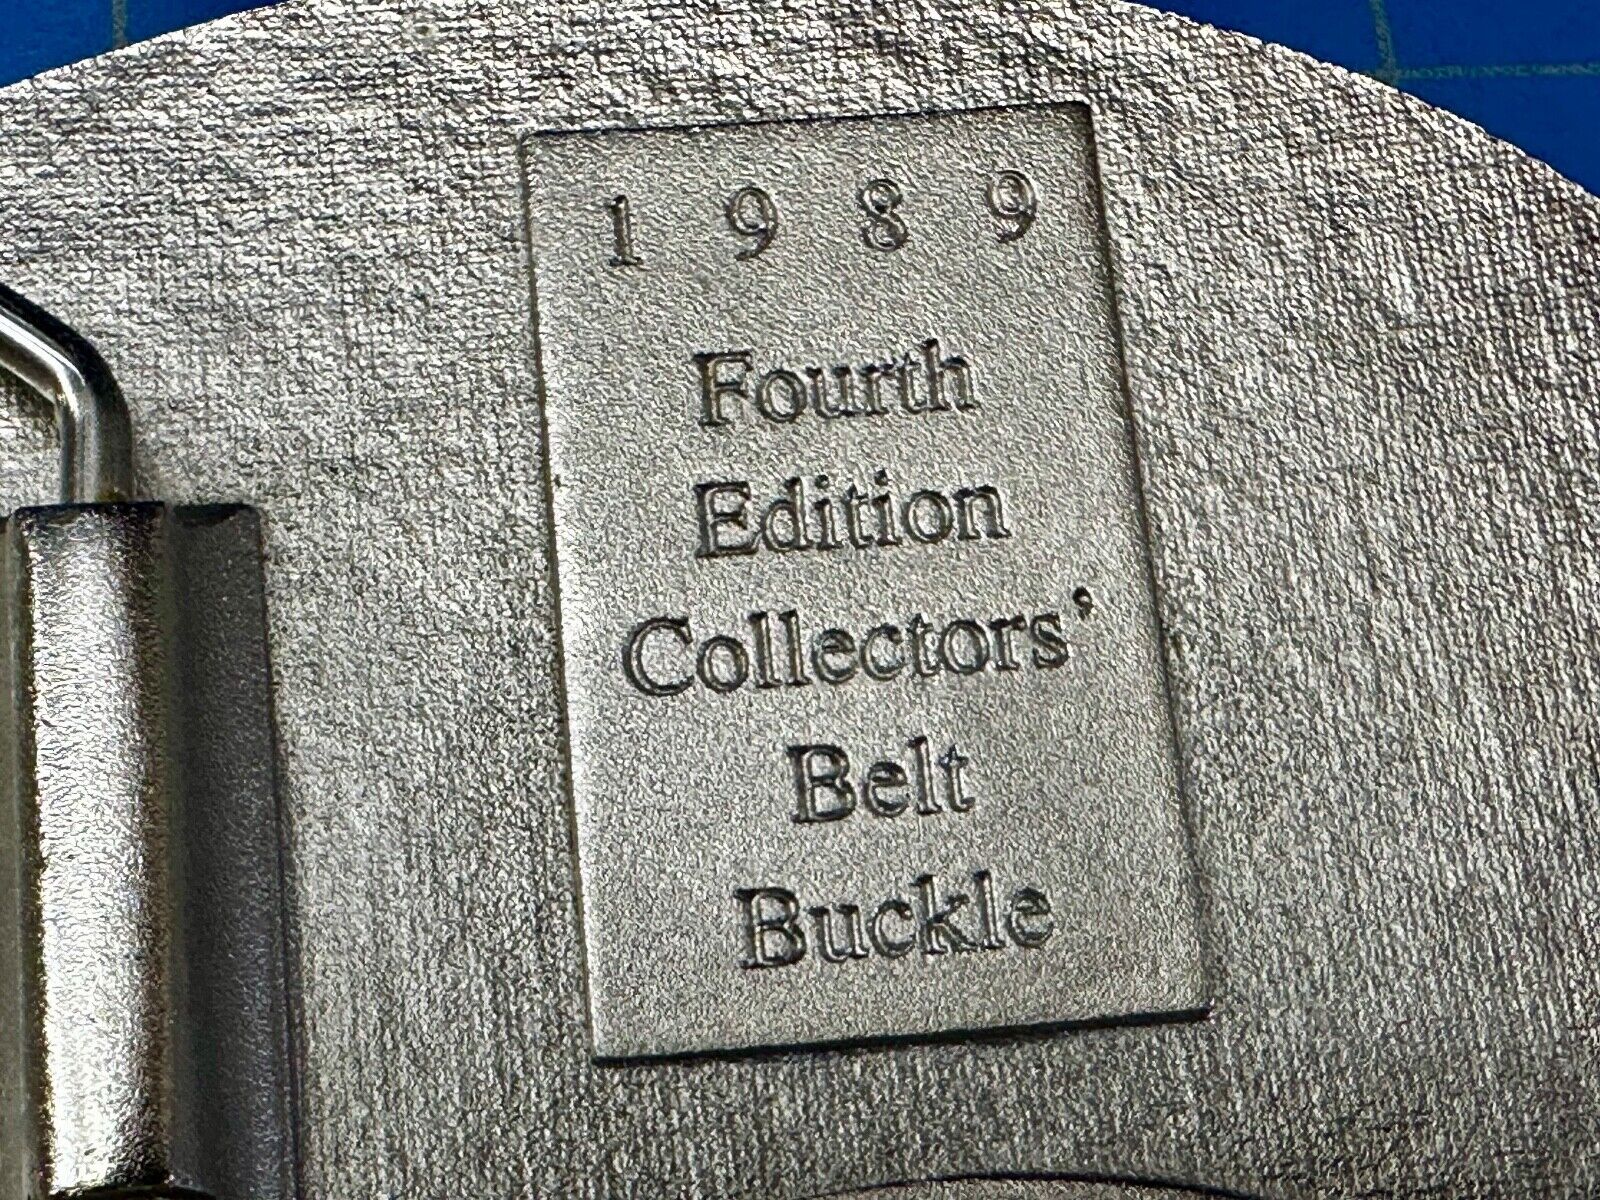 1989
Fourth
Edition
Collectors’
Belt
Buckle